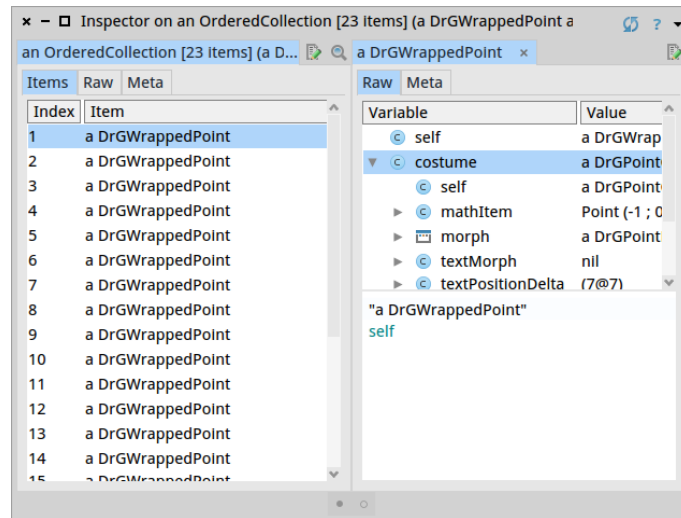 Inspector on an OrderedCollection [23 items] (a DrGWrappedPoint a
?
an OrderedCollection [23 items] (a D...
a DrGWrappedPoint ×
Items Raw Meta
Raw Meta
Index Item
1 a DrGWrappedPoint
2 a DrGWrappedPoint
3 a DrGWrappedPoint
4 a DrGWrappedPoint
5 a DrGWrappedPoint
6 a DrGWrappedPoint
7 a DrGWrappedPoint
8 a DrGWrappedPoint
9 a DrGWrappedPoint
10 a DrGWrappedPoint
11 a DrGWrappedPoint
12 a DrGWrappedPoint
13 a DrGWrappedPoint
14 a DrGWrappedPoint
15 a DrGWrappedPoint
Variable Value
c self a DrGWrap
c costume a DrGPoint
c self a DrGPoint
c mathItem Point (-1 ; 0
morph a DrGPoint
c textMorph nil
c textPositionDelta (7@7)
"a DrGWrappedPoint"
self